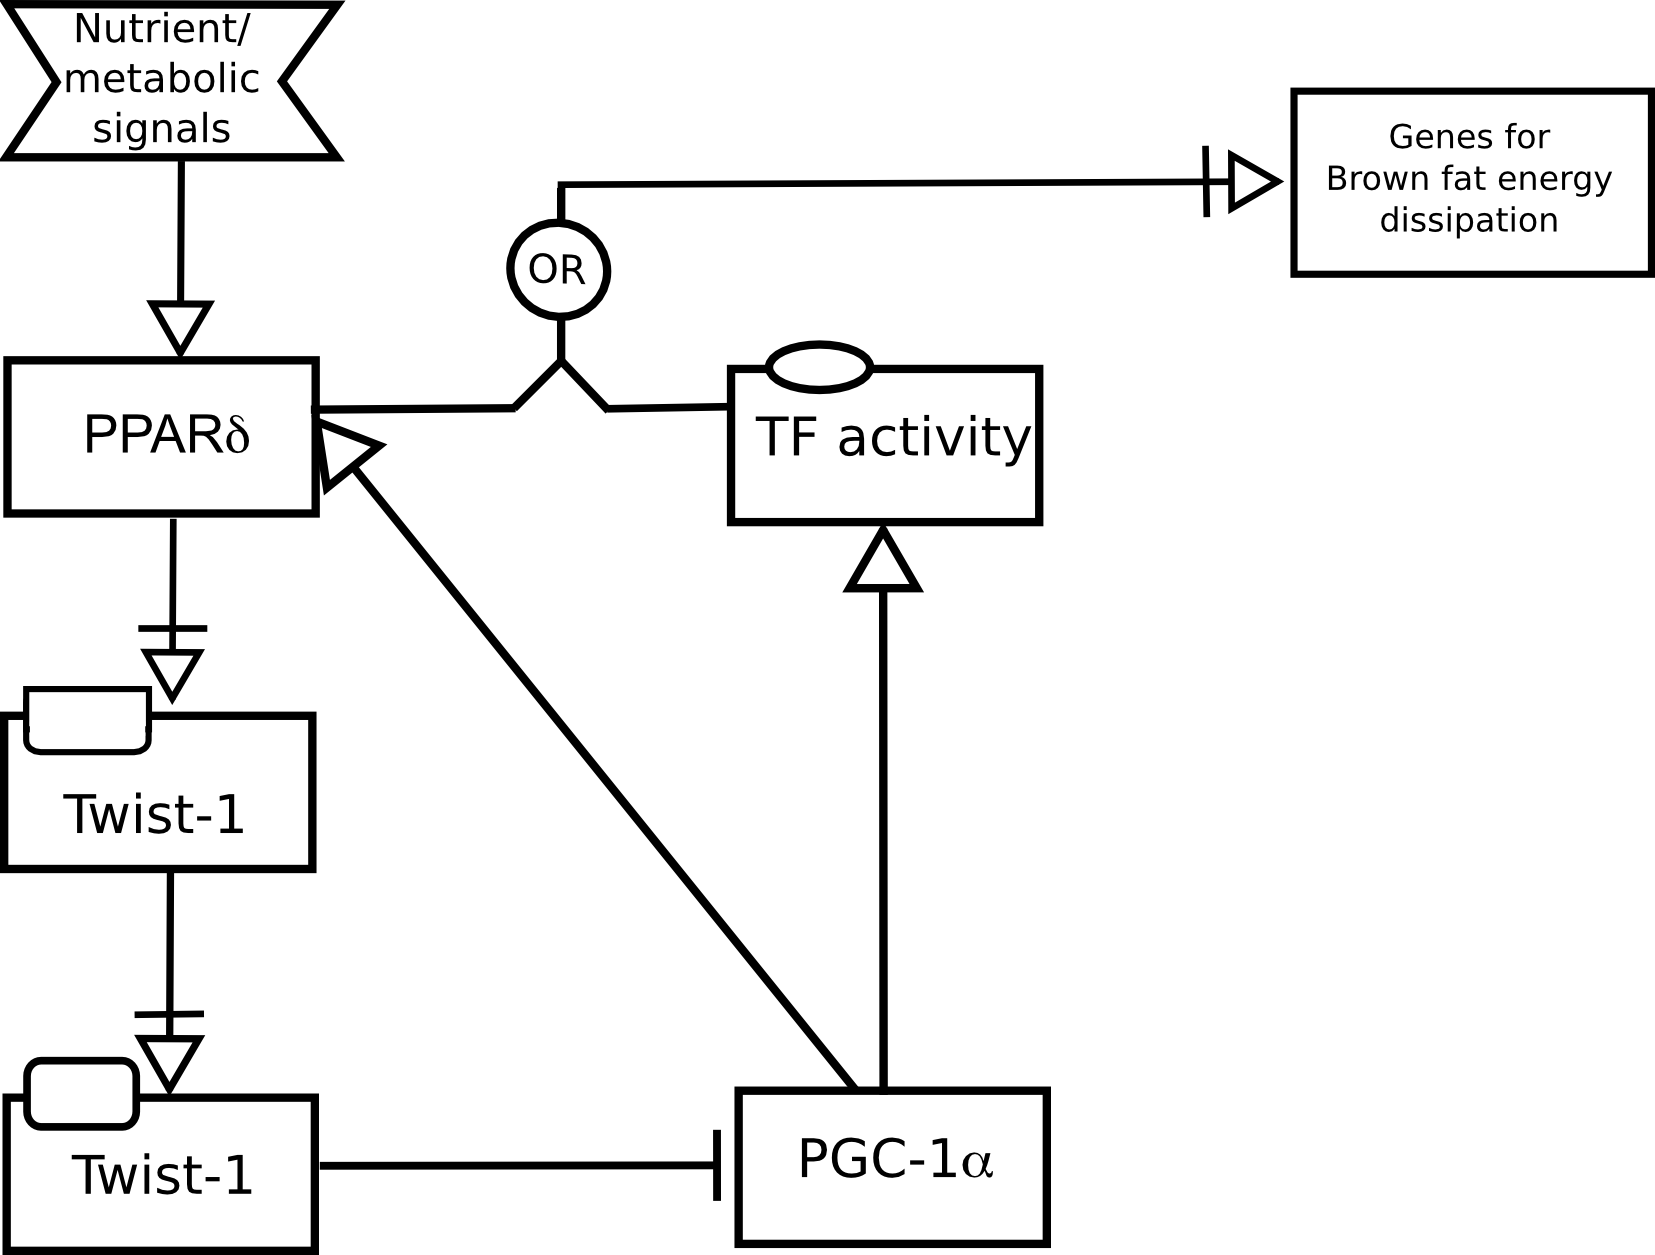 Nutrient/
metabolic
signals
Genes for
Brown fat energy
dissipation
OR
PPARδ
TF activity
Twist-1
Twist-1
PGC-1α